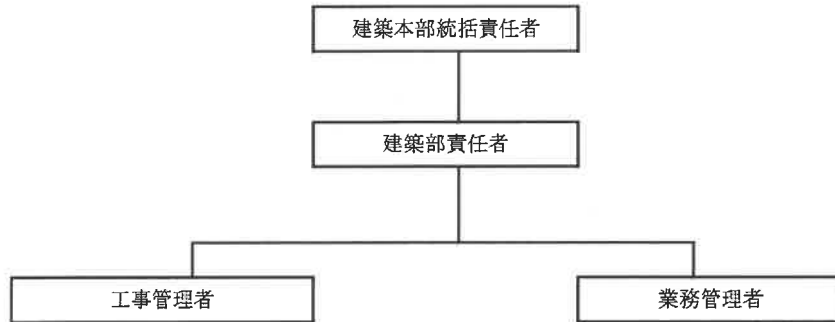 建築本部統括責任者
建築部責任者
工事管理者
業務管理者